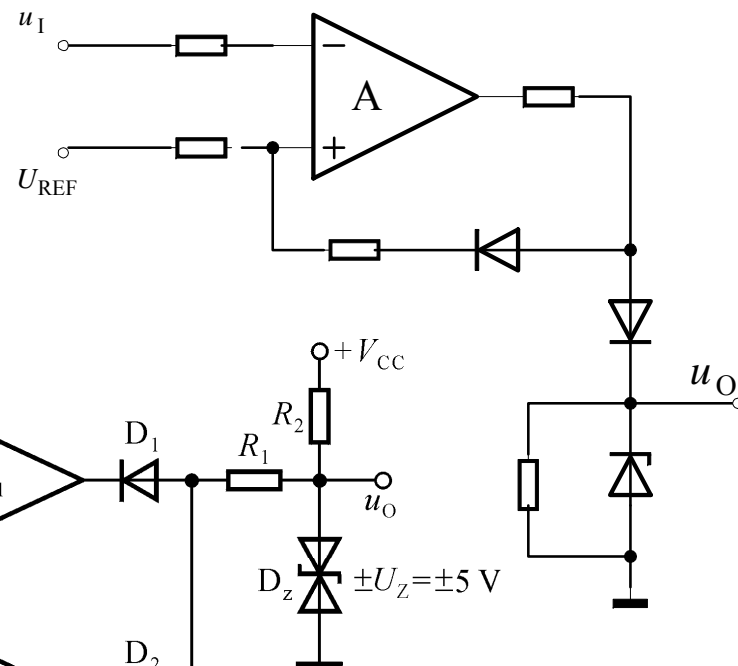 u_I
−
A
+
U_REF
+V_CC
u_O
R_2
D_1
R_1
u_O
D_z ±U_Z=±5 V
D_2